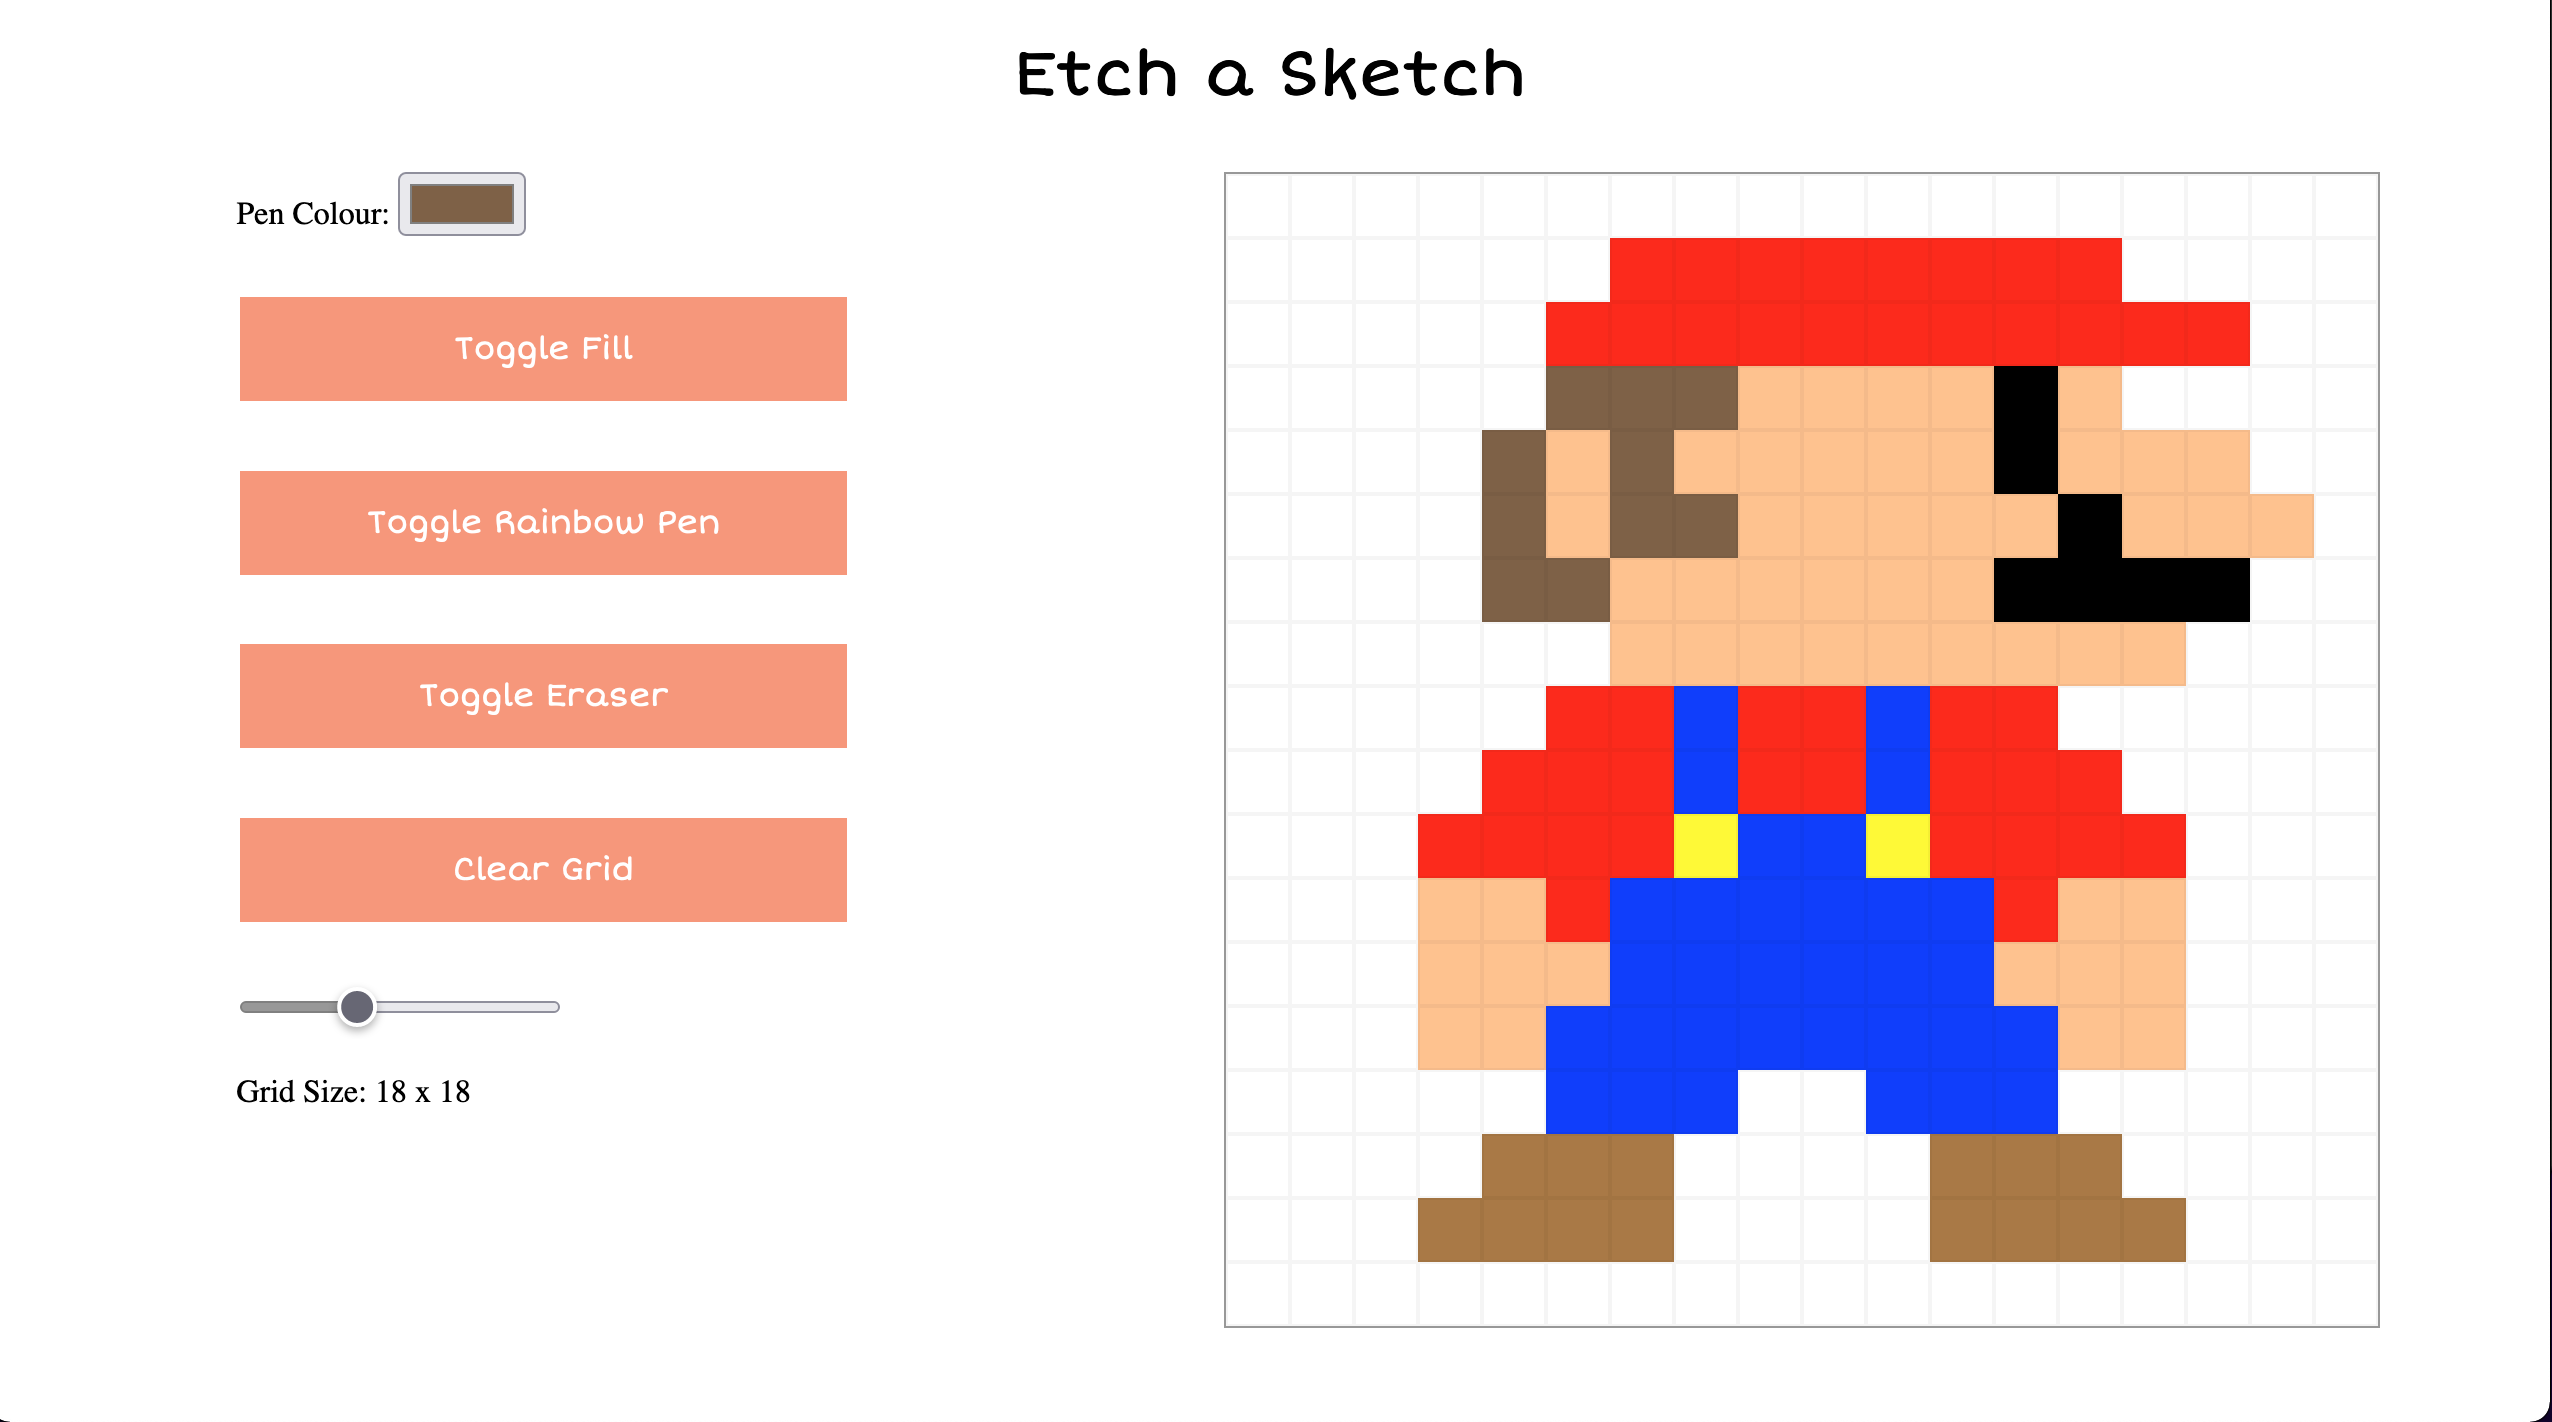 Etch a Sketch
Pen Colour:
Toggle Fill
Toggle Rainbow Pen
Toggle Eraser
Clear Grid
Grid Size: 18 x 18